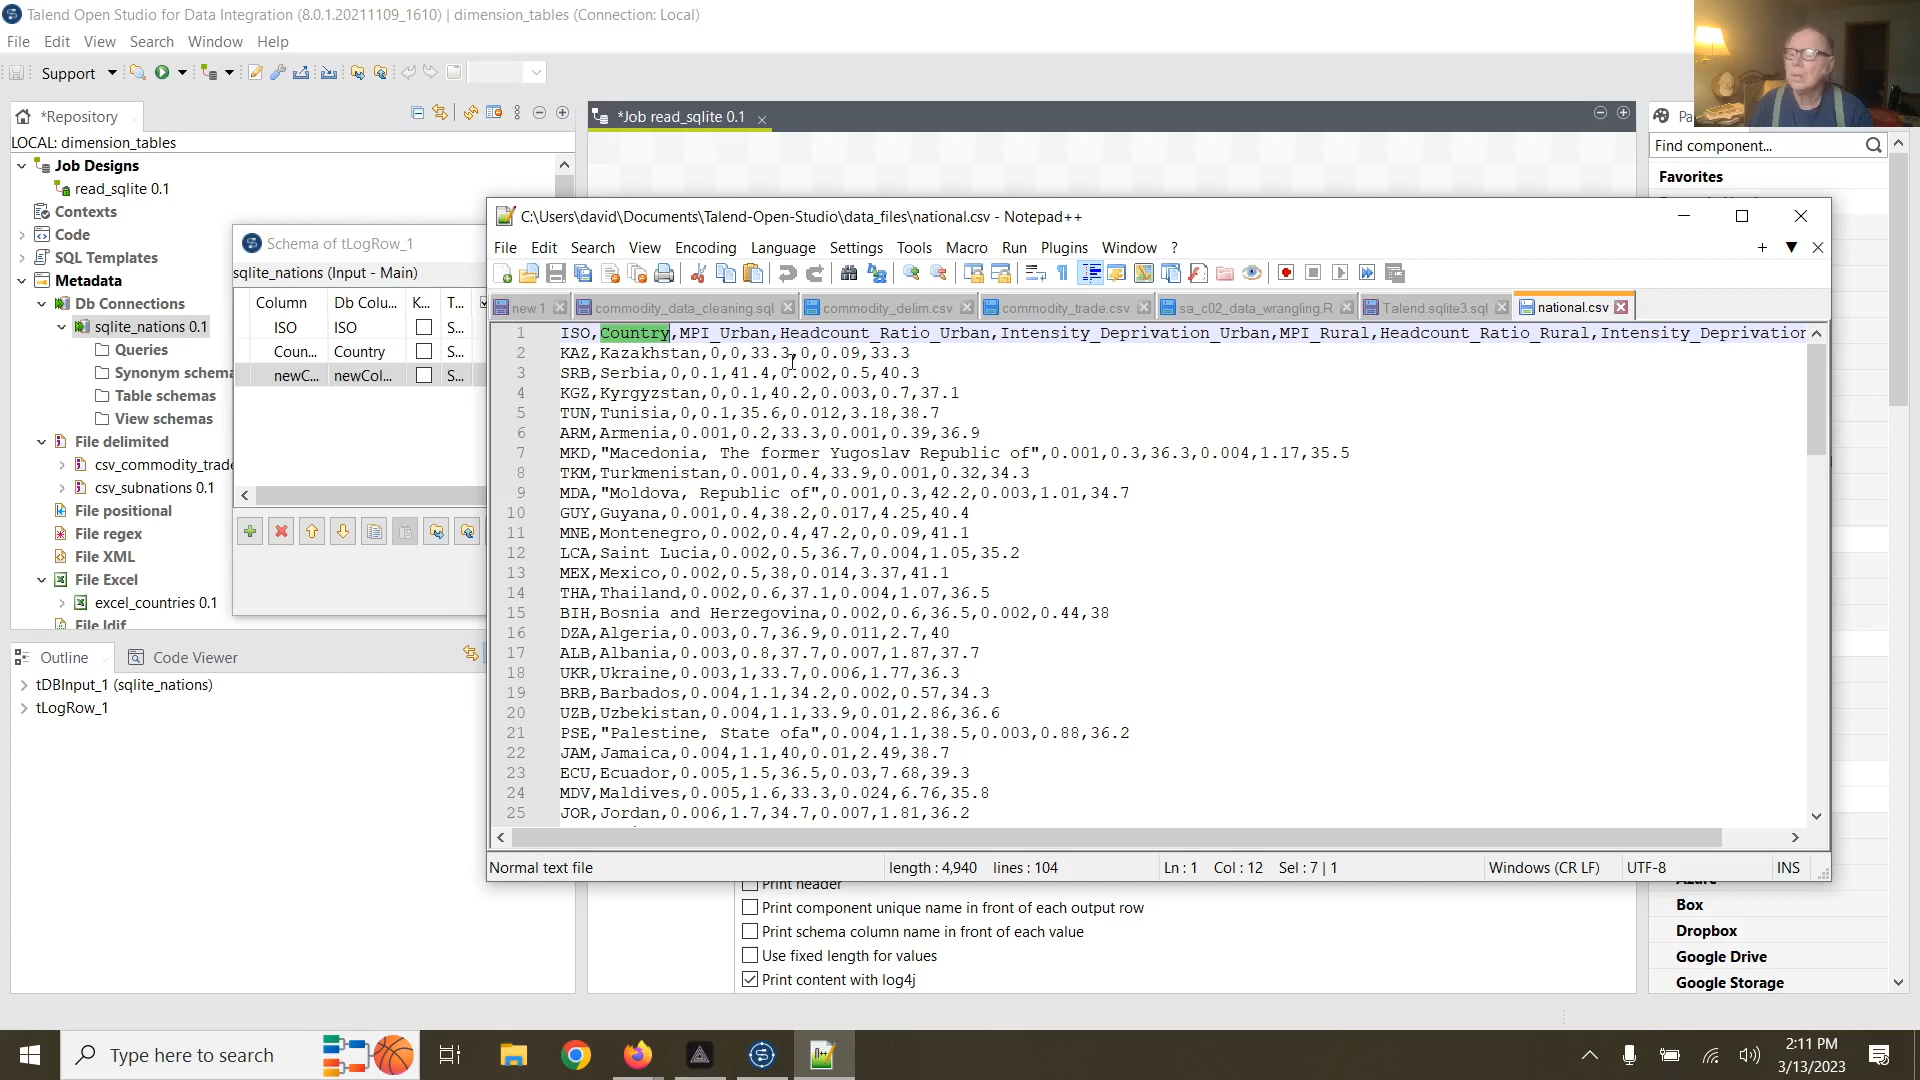 Talend Open Studio for Data Integration (8.0.1.20211109_1610) | dimension_tables (Connection: Local)
File Edit View Search Window Help
Support
*Repository
LOCAL: dimension_tables
Job Designs
read_sqlite 0.1
Contexts
Code
SQL Templates
Metadata
Db Connections
sqlite_nations 0.1
Queries
Synonym schema
Table schemas
View schemas
File delimited
csv_commodity_trade
csv_subnations 0.1
File positional
File regex
File XML
File Excel
excel_countries 0.1
File ldif
Outline Code Viewer
tDBInput_1 (sqlite_nations)
tLogRow_1
Schema of tLogRow_1
sqlite_nations (Input - Main)
Column Db Colu... K... T...
ISO ISO S...
Coun... Country S...
newC... newCol... S...
*Job read_sqlite 0.1
C:\Users\david\Documents\Talend-Open-Studio\data_files\national.csv - Notepad++
File Edit Search View Encoding Language Settings Tools Macro Run Plugins Window ?
new 1 commodity_data_cleaning.sql commodity_delim.csv commodity_trade.csv sa_c02_data_wrangling.R Talend.sqlite3.sql national.csv
1 ISO,Country,MPI_Urban,Headcount_Ratio_Urban,Intensity_Deprivation_Urban,MPI_Rural,Headcount_Ratio_Rural,Intensity_Deprivation
2 KAZ,Kazakhstan,0,0,33.3,0,0.09,33.3
3 SRB,Serbia,0,0.1,41.4,0.002,0.5,40.3
4 KGZ,Kyrgyzstan,0,0.1,40.2,0.003,0.7,37.1
5 TUN,Tunisia,0,0.1,35.6,0.012,3.18,38.7
6 ARM,Armenia,0.001,0.2,33.3,0.001,0.39,36.9
7 MKD,"Macedonia, The former Yugoslav Republic of",0.001,0.3,36.3,0.004,1.17,35.5
8 TKM,Turkmenistan,0.001,0.4,33.9,0.001,0.32,34.3
9 MDA,"Moldova, Republic of",0.001,0.3,42.2,0.003,1.01,34.7
10 GUY,Guyana,0.001,0.4,38.2,0.017,4.25,40.4
11 MNE,Montenegro,0.002,0.4,47.2,0,0.09,41.1
12 LCA,Saint Lucia,0.002,0.5,36.7,0.004,1.05,35.2
13 MEX,Mexico,0.002,0.5,38,0.014,3.37,41.1
14 THA,Thailand,0.002,0.6,37.1,0.004,1.07,36.5
15 BIH,Bosnia and Herzegovina,0.002,0.6,36.5,0.002,0.44,38
16 DZA,Algeria,0.003,0.7,36.9,0.011,2.7,40
17 ALB,Albania,0.003,0.8,37.7,0.007,1.87,37.7
18 UKR,Ukraine,0.003,1,33.7,0.006,1.77,36.3
19 BRB,Barbados,0.004,1.1,34.2,0.002,0.57,34.3
20 UZB,Uzbekistan,0.004,1.1,33.9,0.01,2.86,36.6
21 PSE,"Palestine, State ofa",0.004,1.1,38.5,0.003,0.88,36.2
22 JAM,Jamaica,0.004,1.1,40,0.01,2.49,38.7
23 ECU,Ecuador,0.005,1.5,36.5,0.03,7.68,39.3
24 MDV,Maldives,0.005,1.6,33.3,0.024,6.76,35.8
25 JOR,Jordan,0.006,1.7,34.7,0.007,1.81,36.2
Normal text file length : 4,940 lines : 104 Ln : 1 Col : 12 Sel : 7 | 1 Windows (CR LF) UTF-8 INS
Print header
Print component unique name in front of each output row
Print schema column name in front of each value
Use fixed length for values
Print content with log4j
Pa
Find component...
Favorites
Azure
Box
Dropbox
Google Drive
Google Storage
Type here to search
2:11 PM
3/13/2023